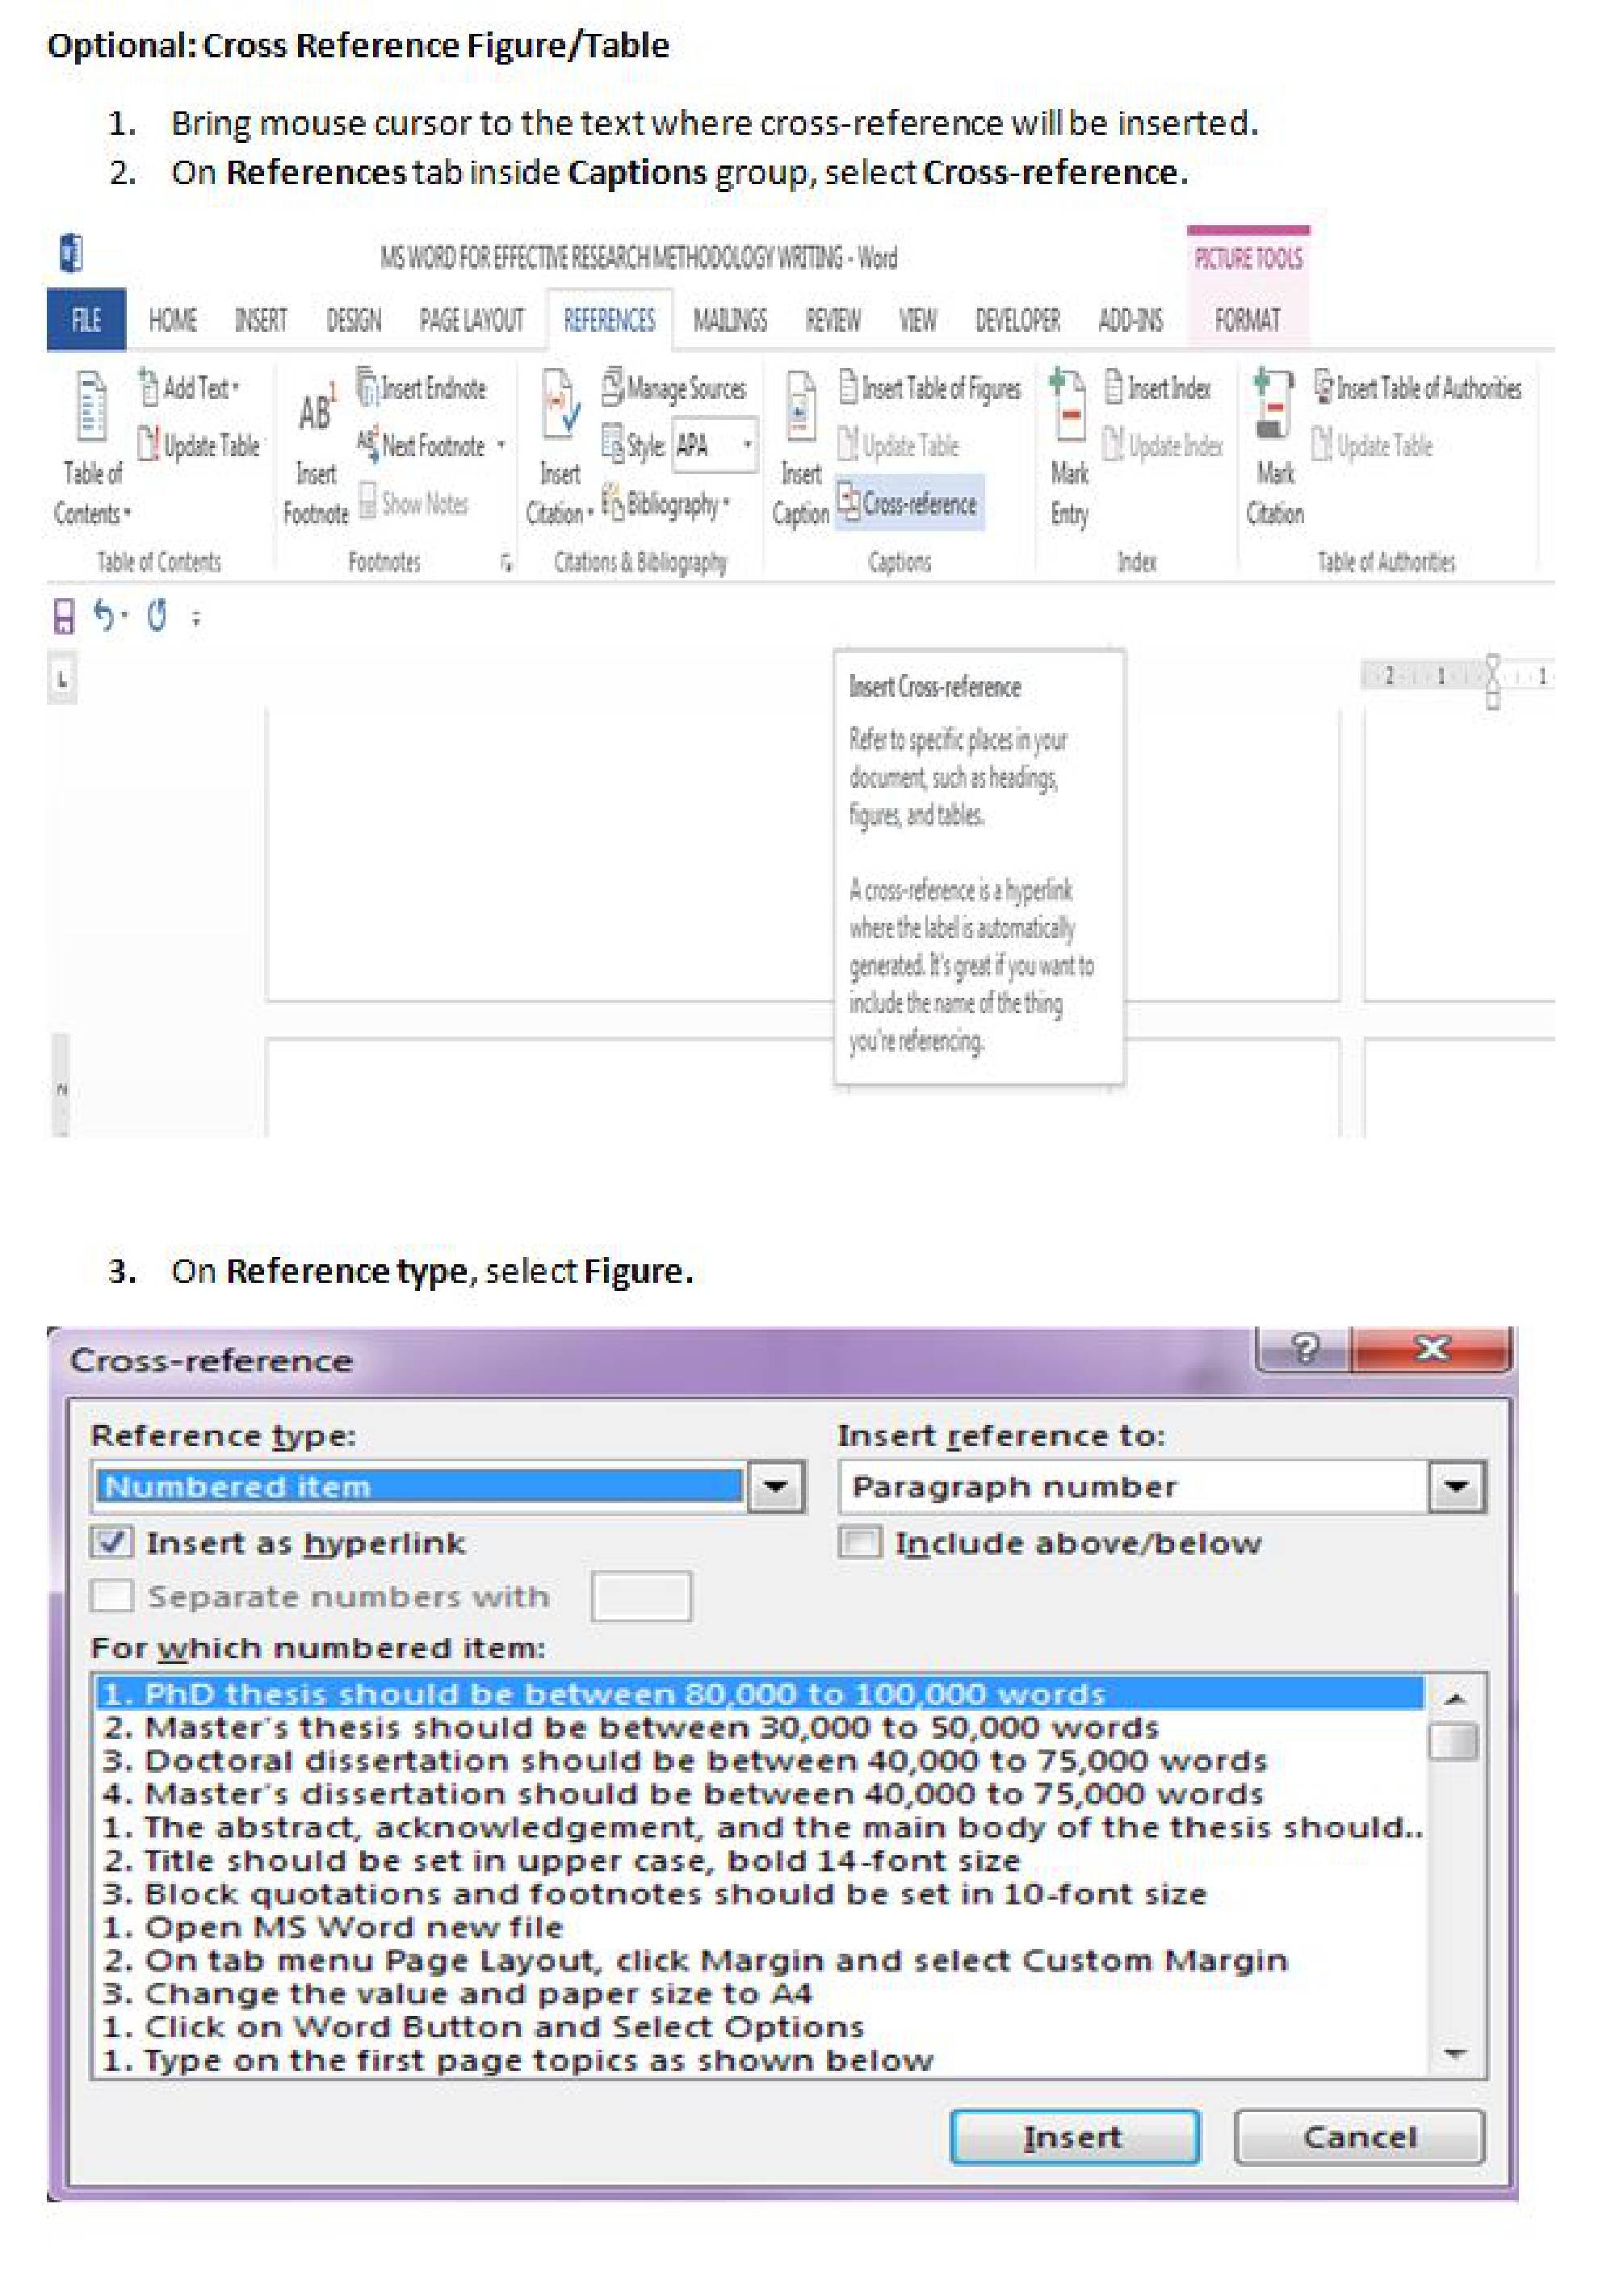 Optional: Cross Reference Figure/Table
1. Bring mouse cursor to the text where cross-reference will be inserted.
2. On References tab inside Captions group, select Cross-reference.
MS WORD FOR EFFECTIVE RESEARCH METHODOLOGY WRITING - Word
PICTURE TOOLS
FILE HOME INSERT DESIGN PAGE LAYOUT REFERENCES MAILINGS REVIEW VIEW DEVELOPER ADD-INS FORMAT
Table of
Contents
Add Text
Update Table
Table of Contents
AB1
Insert
Footnote
Insert Endnote
Next Footnote
Show Notes
Footnotes
Insert
Citation
Manage Sources
Style: APA
Bibliography
Citations & Bibliography
Insert
Caption
Insert Table of Figures
Update Table
Cross-reference
Captions
Mark
Entry
Insert Index
Update Index
Index
Mark
Citation
Insert Table of Authorities
Update Table
Table of Authorities
L
2 1 1
Insert Cross-reference
Refer to specific places in your
document, such as headings,
figures, and tables.
A cross-reference is a hyperlink
where the label is automatically
generated. It's great if you want to
include the name of the thing
you're referencing.
2
3. On Reference type, select Figure.
Cross-reference
Reference type:
Insert reference to:
Numbered item
Paragraph number
Insert as hyperlink
Include above/below
Separate numbers with
For which numbered item:
1. PhD thesis should be between 80,000 to 100,000 words
2. Master's thesis should be between 30,000 to 50,000 words
3. Doctoral dissertation should be between 40,000 to 75,000 words
4. Master's dissertation should be between 40,000 to 75,000 words
1. The abstract, acknowledgement, and the main body of the thesis should..
2. Title should be set in upper case, bold 14-font size
3. Block quotations and footnotes should be set in 10-font size
1. Open MS Word new file
2. On tab menu Page Layout, click Margin and select Custom Margin
3. Change the value and paper size to A4
1. Click on Word Button and Select Options
1. Type on the first page topics as shown below
Insert
Cancel